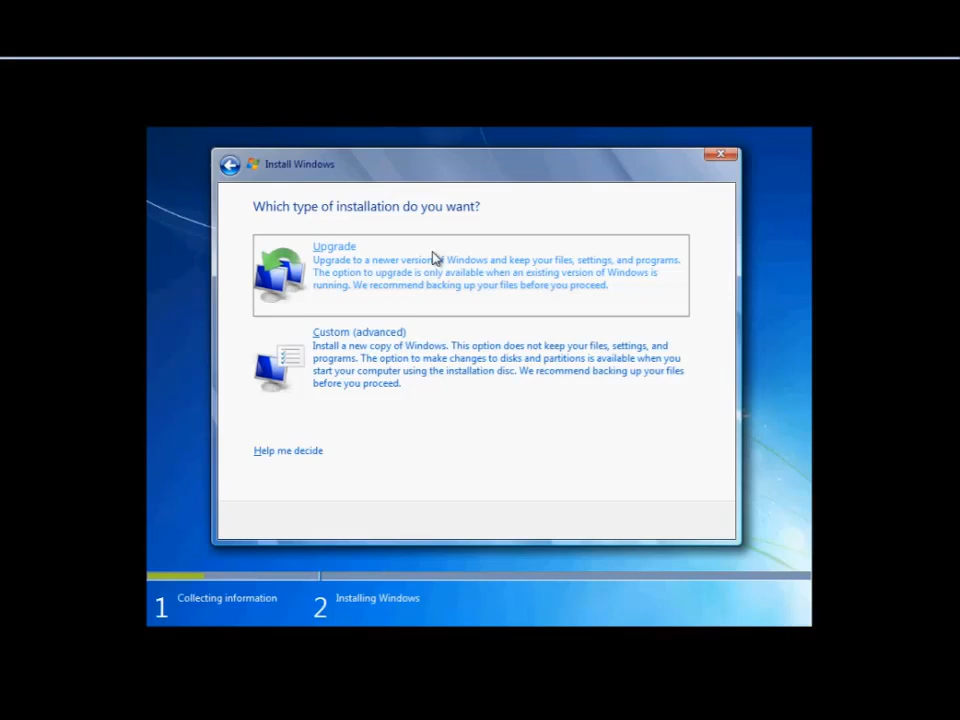 Install Windows
Which type of installation do you want?
Upgrade
Upgrade to a newer version of Windows and keep your files, settings, and programs.
The option to upgrade is only available when an existing version of Windows is
running. We recommend backing up your files before you proceed.
Custom (advanced)
Install a new copy of Windows. This option does not keep your files, settings, and
programs. The option to make changes to disks and partitions is available when you
start your computer using the installation disc. We recommend backing up your files
before you proceed.
Help me decide
1 Collecting information
2 Installing Windows